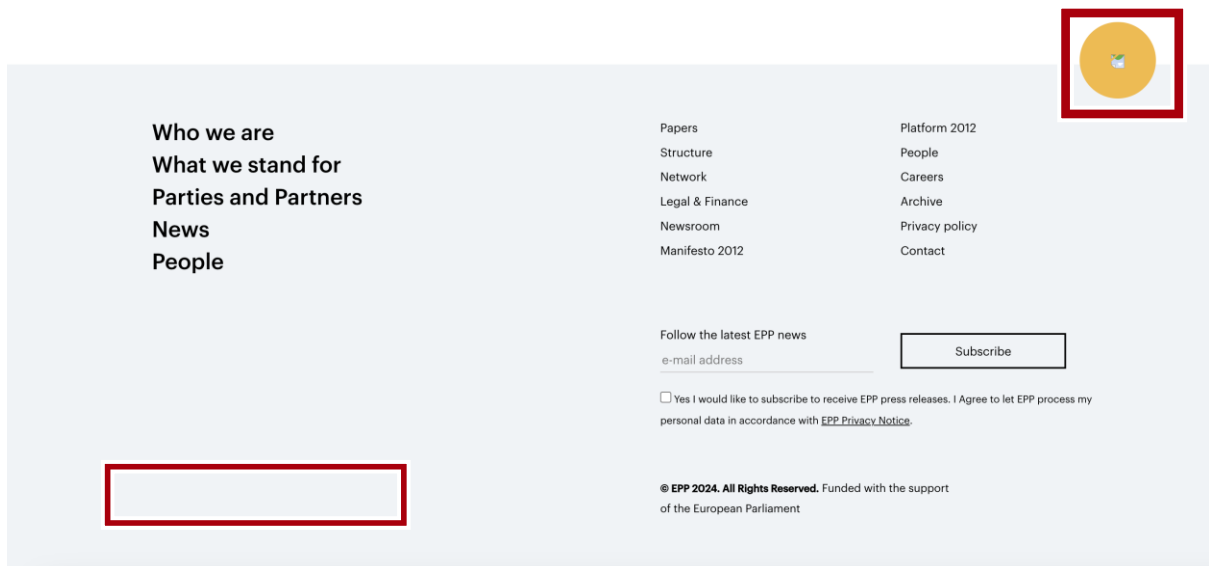 Who we are
What we stand for
Parties and Partners
News
People
Papers
Structure
Network
Legal & Finance
Newsroom
Manifesto 2012
Platform 2012
People
Careers
Archive
Privacy policy
Contact
Follow the latest EPP news
e-mail address
Subscribe
Yes I would like to subscribe to receive EPP press releases. I Agree to let EPP process my
personal data in accordance with EPP Privacy Notice.
© EPP 2024. All Rights Reserved. Funded with the support
of the European Parliament